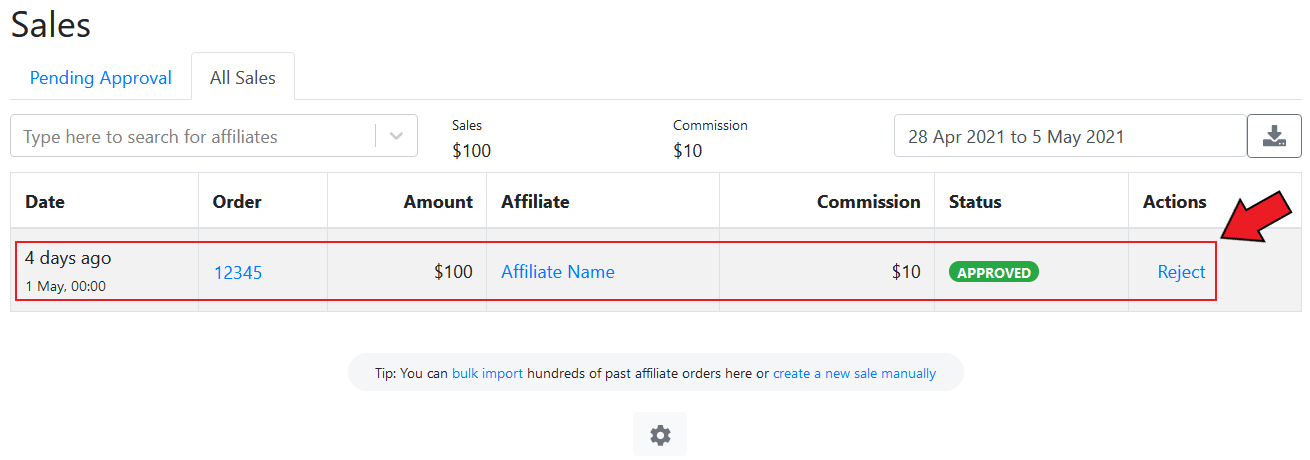 Sales
Pending Approval All Sales
Type here to search for affiliates Sales Commission 28 Apr 2021 to 5 May 2021
$100 $10
Date Order Amount Affiliate Commission Status Actions
4 days ago 12345 $100 Affiliate Name $10 APPROVED Reject
1 May, 00:00
Tip: You can bulk import hundreds of past affiliate orders here or create a new sale manually